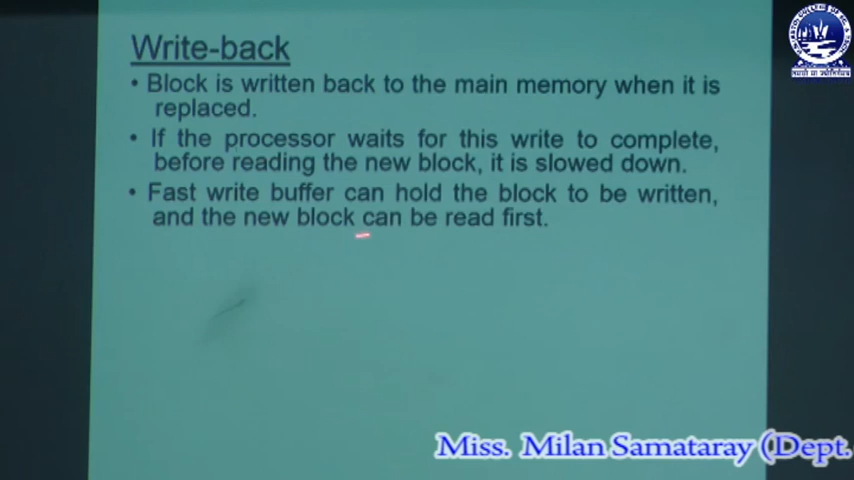 Write-back
• Block is written back to the main memory when it is
replaced.
• If the processor waits for this write to complete,
before reading the new block, it is slowed down.
• Fast write buffer can hold the block to be written,
and the new block can be read first.
Miss. Milan Samataray (Dept.